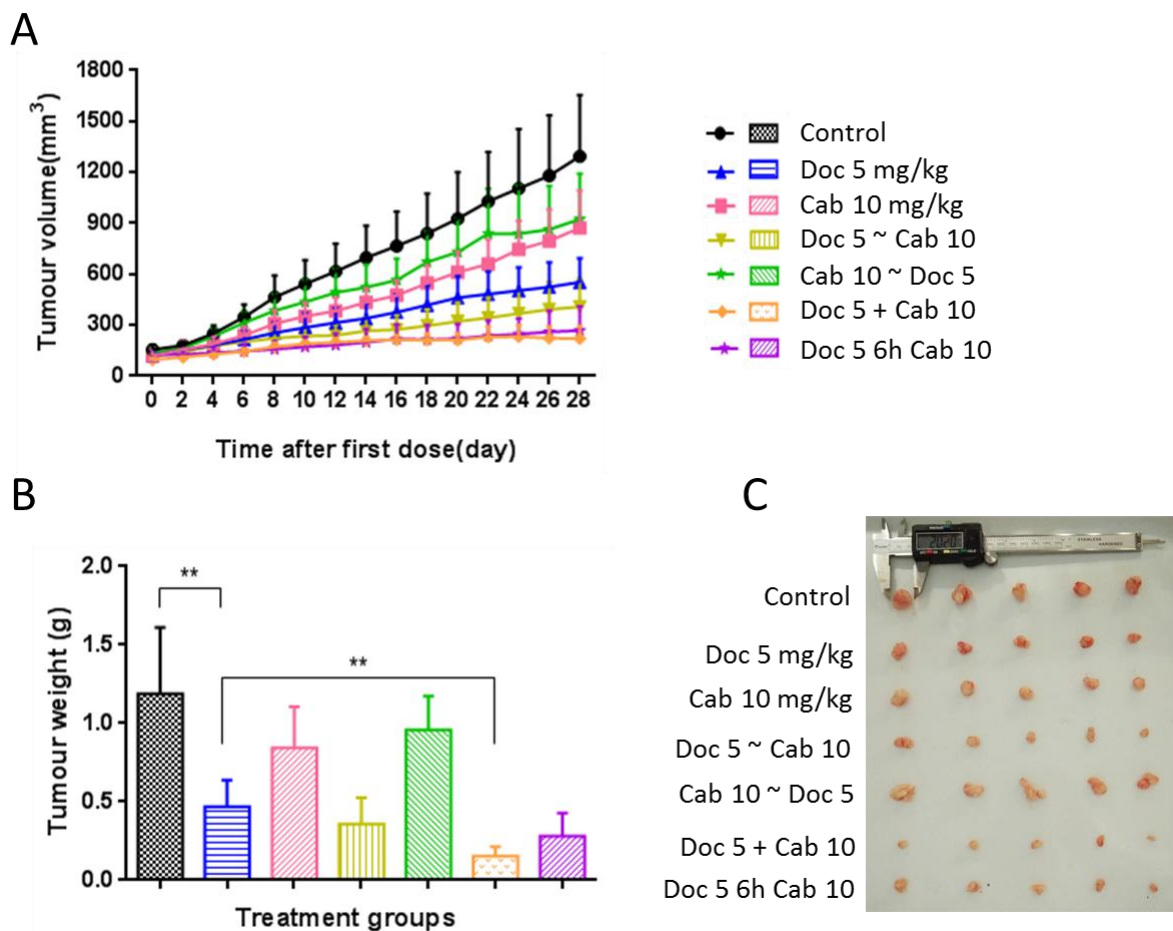 A
1800
1500
1200
900
600
300
0
Tumour volume(mm3)
0 2 4 6 8 10 12 14 16 18 20 22 24 26 28
Time after first dose(day)
Control
Doc 5 mg/kg
Cab 10 mg/kg
Doc 5 ~ Cab 10
Cab 10 ~ Doc 5
Doc 5 + Cab 10
Doc 5 6h Cab 10
B
2.0
1.5
1.0
0.5
0.0
Tumour weight (g)
**
**
Treatment groups
C
STAINLESS
HARDENED
Control
Doc 5 mg/kg
Cab 10 mg/kg
Doc 5 ~ Cab 10
Cab 10 ~ Doc 5
Doc 5 + Cab 10
Doc 5 6h Cab 10